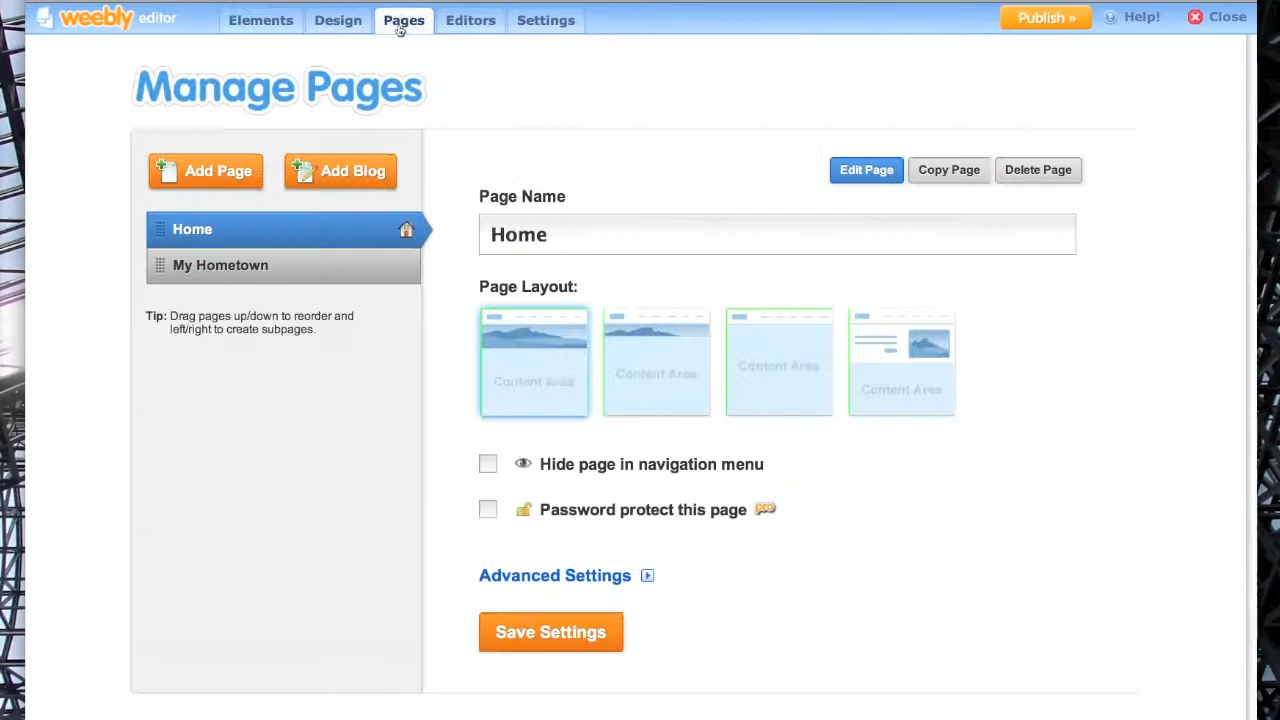 weebly editor
Elements
Design
Pages
Editors
Settings
Publish »
Help!
Close
Manage Pages
Add Page
Add Blog
Edit Page
Copy Page
Delete Page
Page Name
Home
Home
My Hometown
Page Layout:
Tip: Drag pages up/down to reorder and
left/right to create subpages.
Content Area
Content Area
Content Area
Content Area
Hide page in navigation menu
Password protect this page pro
Advanced Settings
Save Settings